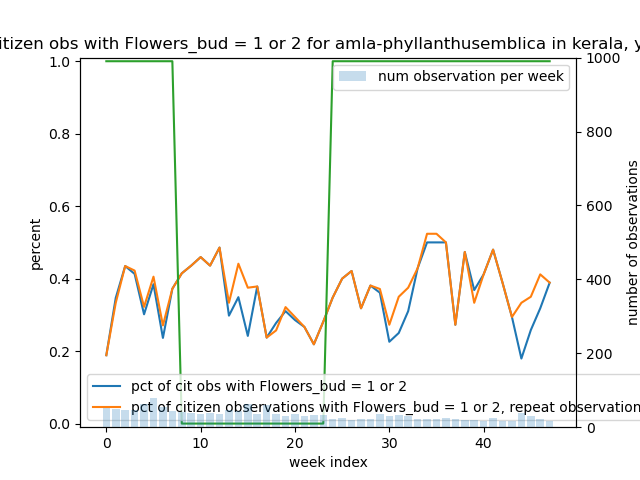 itizen obs with Flowers_bud = 1 or 2 for amla-phyllanthusemblica in kerala, y
num observation per week
1.0
0.8
0.6
0.4
0.2
0.0
percent
1000
800
600
400
200
0
number of observations
pct of cit obs with Flowers_bud = 1 or 2
pct of citizen observations with Flowers_bud = 1 or 2, repeat observation
0 10 20 30 40
week index